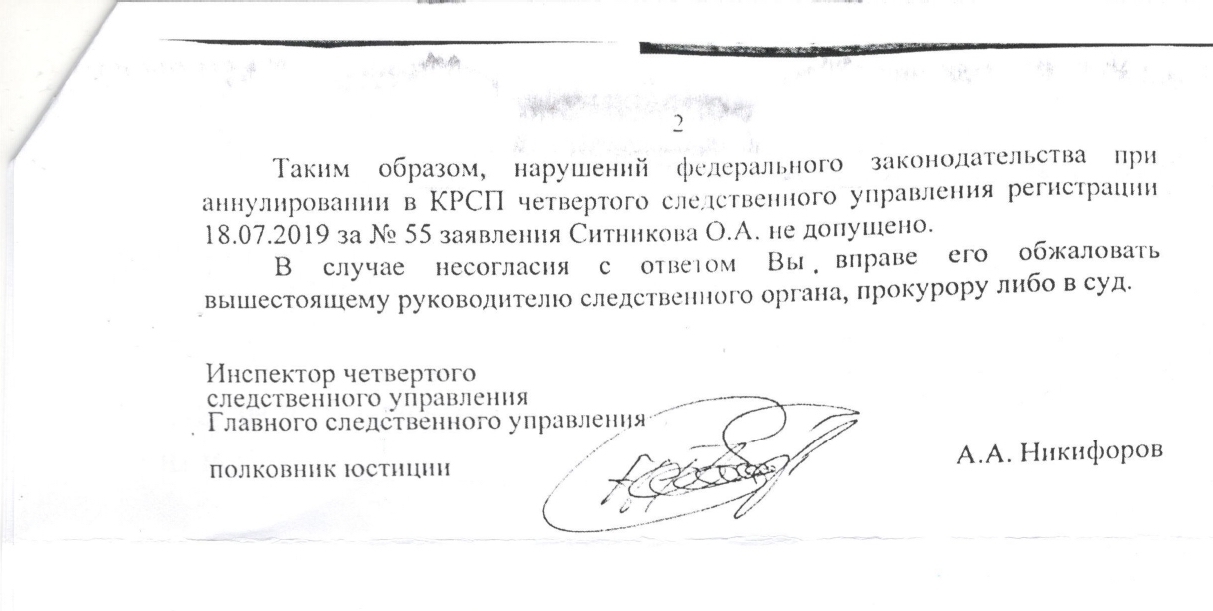 2
Таким образом, нарушений федерального законодательства при
аннулировании в КРСП четвертого следственного управления регистрации
18.07.2019 за № 55 заявления Ситникова О.А. не допущено.
В случае несогласия с ответом Вы вправе его обжаловать
вышестоящему руководителю следственного органа, прокурору либо в суд.
Инспектор четвертого
следственного управления
Главного следственного управления
полковник юстиции
А.А. Никифоров